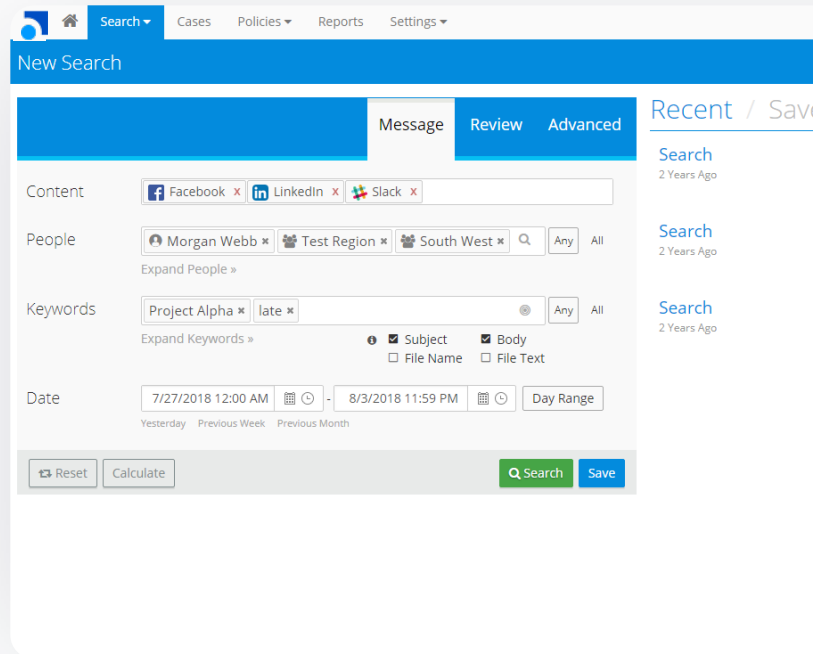 Search Cases Policies Reports Settings
New Search
Message Review Advanced
Recent / Save
Content Facebook x LinkedIn x Slack x
People Morgan Webb × Test Region × South West × Any All
Expand People »
Keywords Project Alpha × late × Any All
Expand Keywords » Subject Body
File Name File Text
Date 7/27/2018 12:00 AM - 8/3/2018 11:59 PM Day Range
Yesterday Previous Week Previous Month
Reset Calculate Search Save
Search
2 Years Ago
Search
2 Years Ago
Search
2 Years Ago